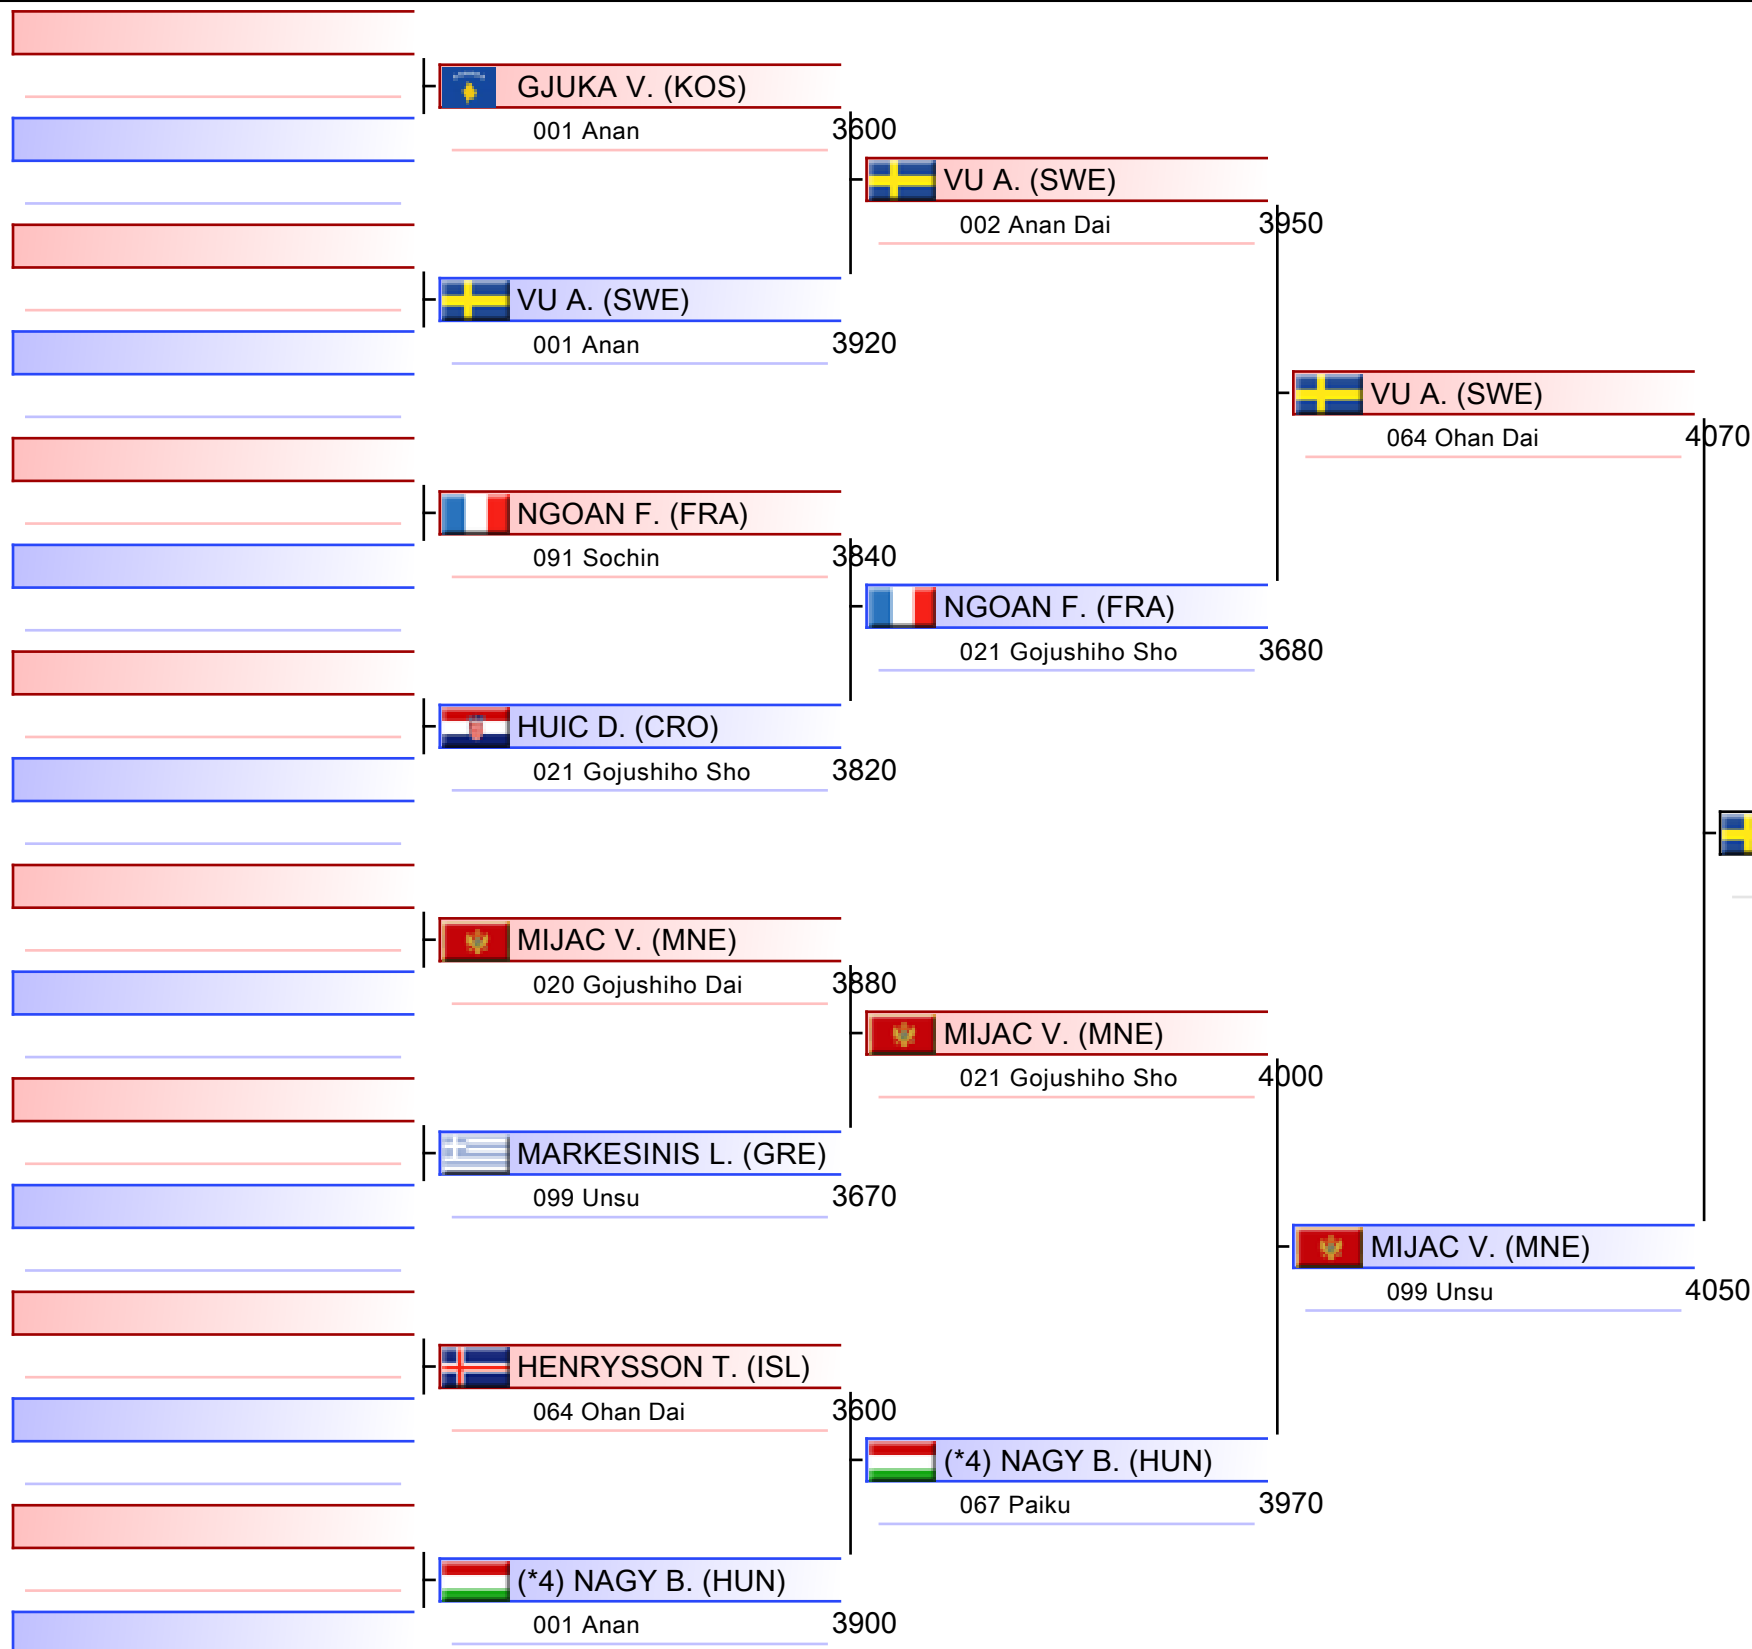 GJUKA V. (KOS)
001 Anan
3600
VU A. (SWE)
001 Anan
3920
NGOAN F. (FRA)
091 Sochin
3840
HUIC D. (CRO)
021 Gojushiho Sho
3820
MIJAC V. (MNE)
020 Gojushiho Dai
3880
MARKESINIS L. (GRE)
099 Unsu
3670
HENRYSSON T. (ISL)
064 Ohan Dai
3600
(*4) NAGY B. (HUN)
001 Anan
3900
VU A. (SWE)
002 Anan Dai
3950
NGOAN F. (FRA)
021 Gojushiho Sho
3680
MIJAC V. (MNE)
021 Gojushiho Sho
4000
(*4) NAGY B. (HUN)
067 Paiku
3970
VU A. (SWE)
064 Ohan Dai
4070
MIJAC V. (MNE)
099 Unsu
4050